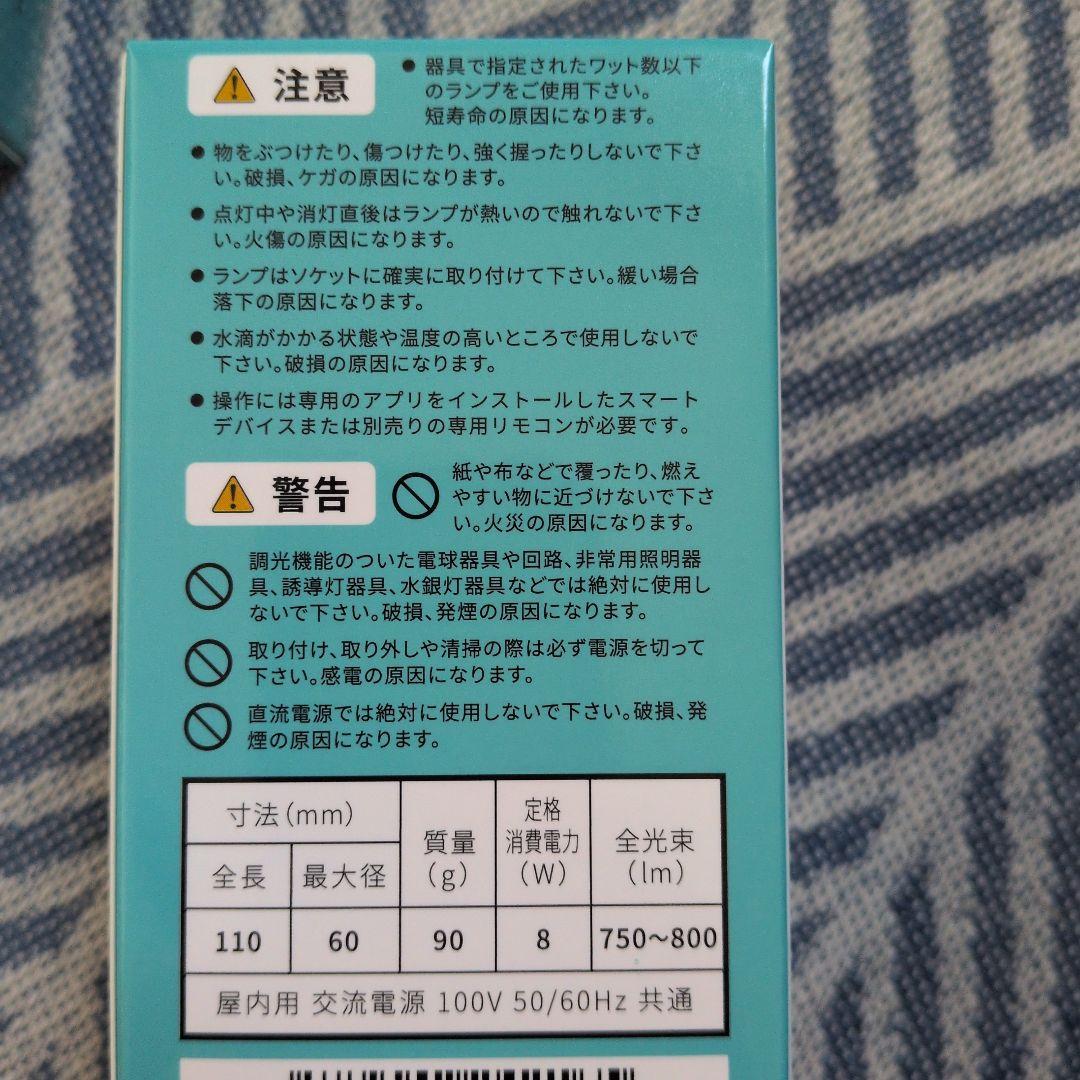 注意
● 器具で指定されたワット数以下
のランプをご使用下さい。
短寿命の原因になります。
● 物をぶつけたり、傷つけたり、強く握ったりしないで下さ
い。破損、ケガの原因になります。
● 点灯中や消灯直後はランプが熱いので触れないで下さ
い。火傷の原因になります。
● ランプはソケットに確実に取り付けて下さい。緩い場合
落下の原因になります。
● 水滴がかかる状態や温度の高いところで使用しないで
下さい。破損の原因になります。
● 操作には専用のアプリをインストールしたスマート
デバイスまたは別売りの専用リモコンが必要です。
警告
紙や布などで覆ったり、燃え
やすい物に近づけないで下さ
い。火災の原因になります。
調光機能のついた電球器具や回路、非常用照明器
具、誘導灯器具、水銀灯器具などでは絶対に使用し
ないで下さい。破損、発煙の原因になります。
取り付け、取り外しや清掃の際は必ず電源を切って
下さい。感電の原因になります。
直流電源では絶対に使用しないで下さい。破損、発
煙の原因になります。
寸法(mm)
質量
(g)
定格
消費電力
(W)
全光束
(lm)
全長 最大径
110 60 90 8 750~800
屋内用 交流電源 100V 50/60Hz 共通